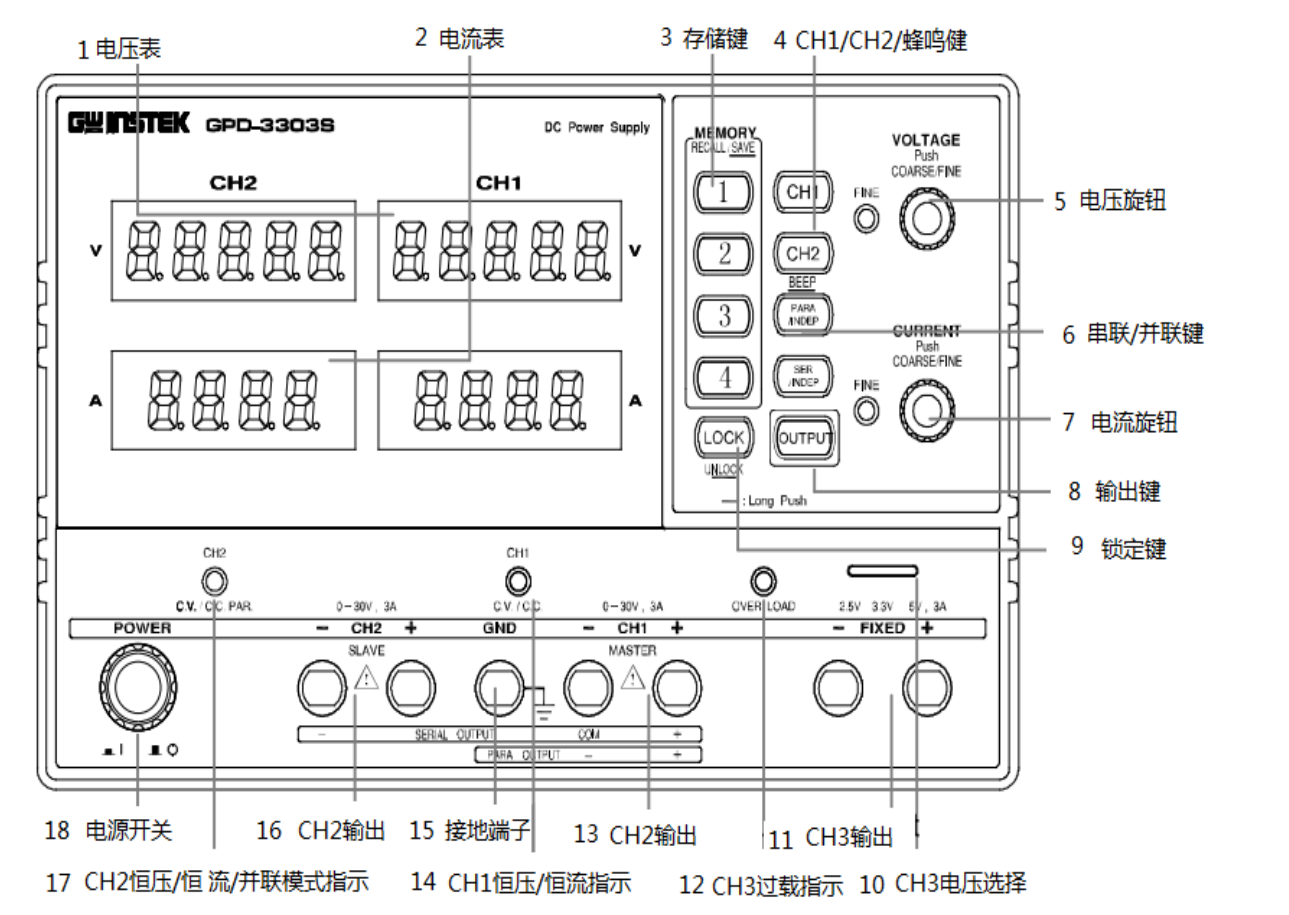 1 电压表
2 电流表
3 存储键
4 CH1/CH2/蜂鸣健
GW INSTEK GPD-3303S
DC Power Supply
MEMORY
RECALL/SAVE
VOLTAGE
Push
COARSE/FINE
CH2
CH1
1
CH1
FINE
5 电压旋钮
V
V
2
CH2
BEEP
3
PARA
/INDEP
CURRENT
Push
COARSE/FINE
6 串联/并联键
4
SER
/INDEP
FINE
A
A
7 电流旋钮
LOCK
OUTPUT
UNLOCK
8 输出键
: Long Push
9 锁定键
CH2
CH1
C.V. / C.C. PAR.
0-30V, 3A
C.V. / C.C.
0-30V, 3A
OVER LOAD
2.5V 3.3V 5V, 3A
POWER
- CH2 +
GND
- CH1 +
- FIXED +
SLAVE
MASTER
- SERIAL OUTPUT COM +
PARA OUTPUT - +
18 电源开关
16 CH2输出
15 接地端子
13 CH2输出
11 CH3输出
17 CH2恒压/恒 流/并联模式指示
14 CH1恒压/恒流指示
12 CH3过载指示
10 CH3电压选择